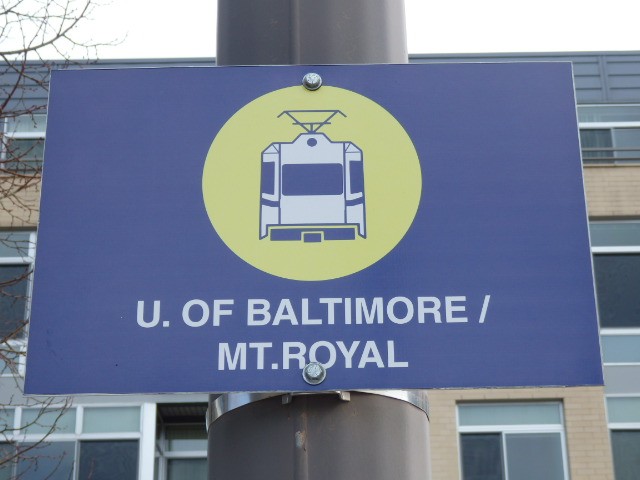 U. OF BALTIMORE /
MT.ROYAL